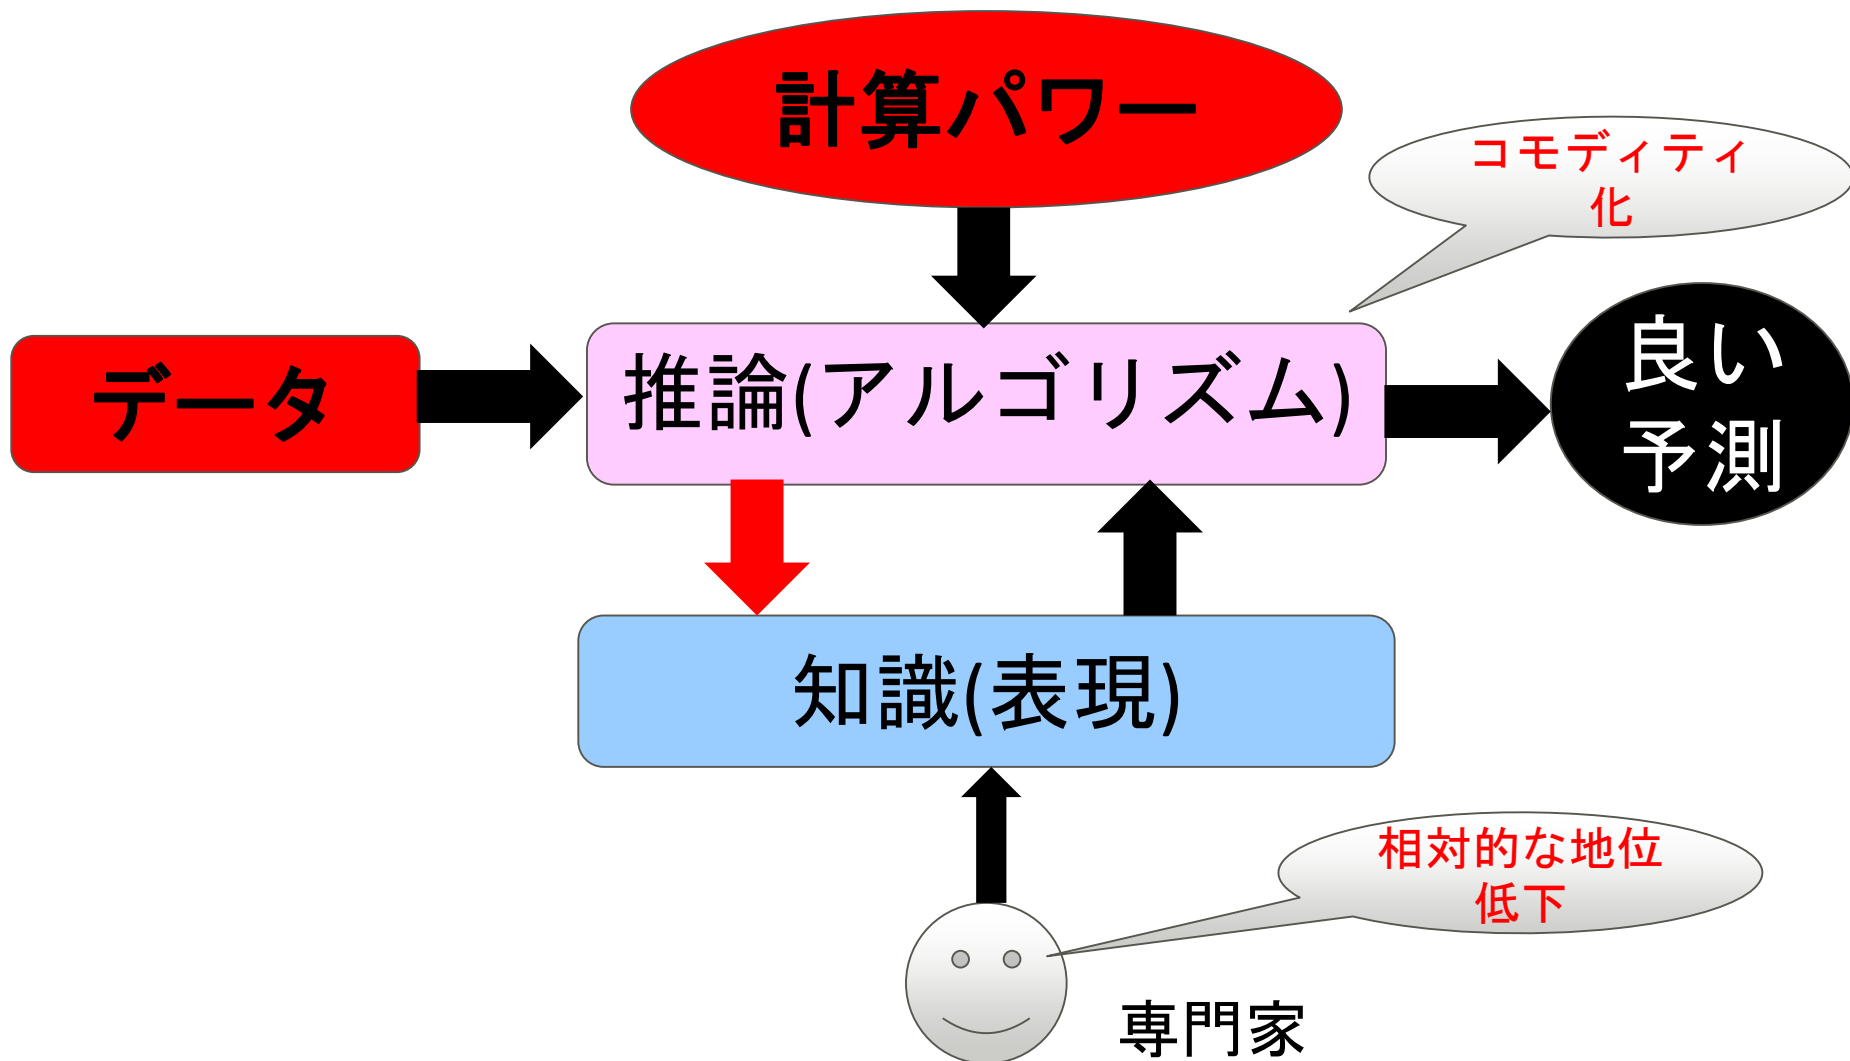 計算パワー
コモディティ
化
データ
推論(アルゴリズム)
良い
予測
知識(表現)
相対的な地位
低下
専門家